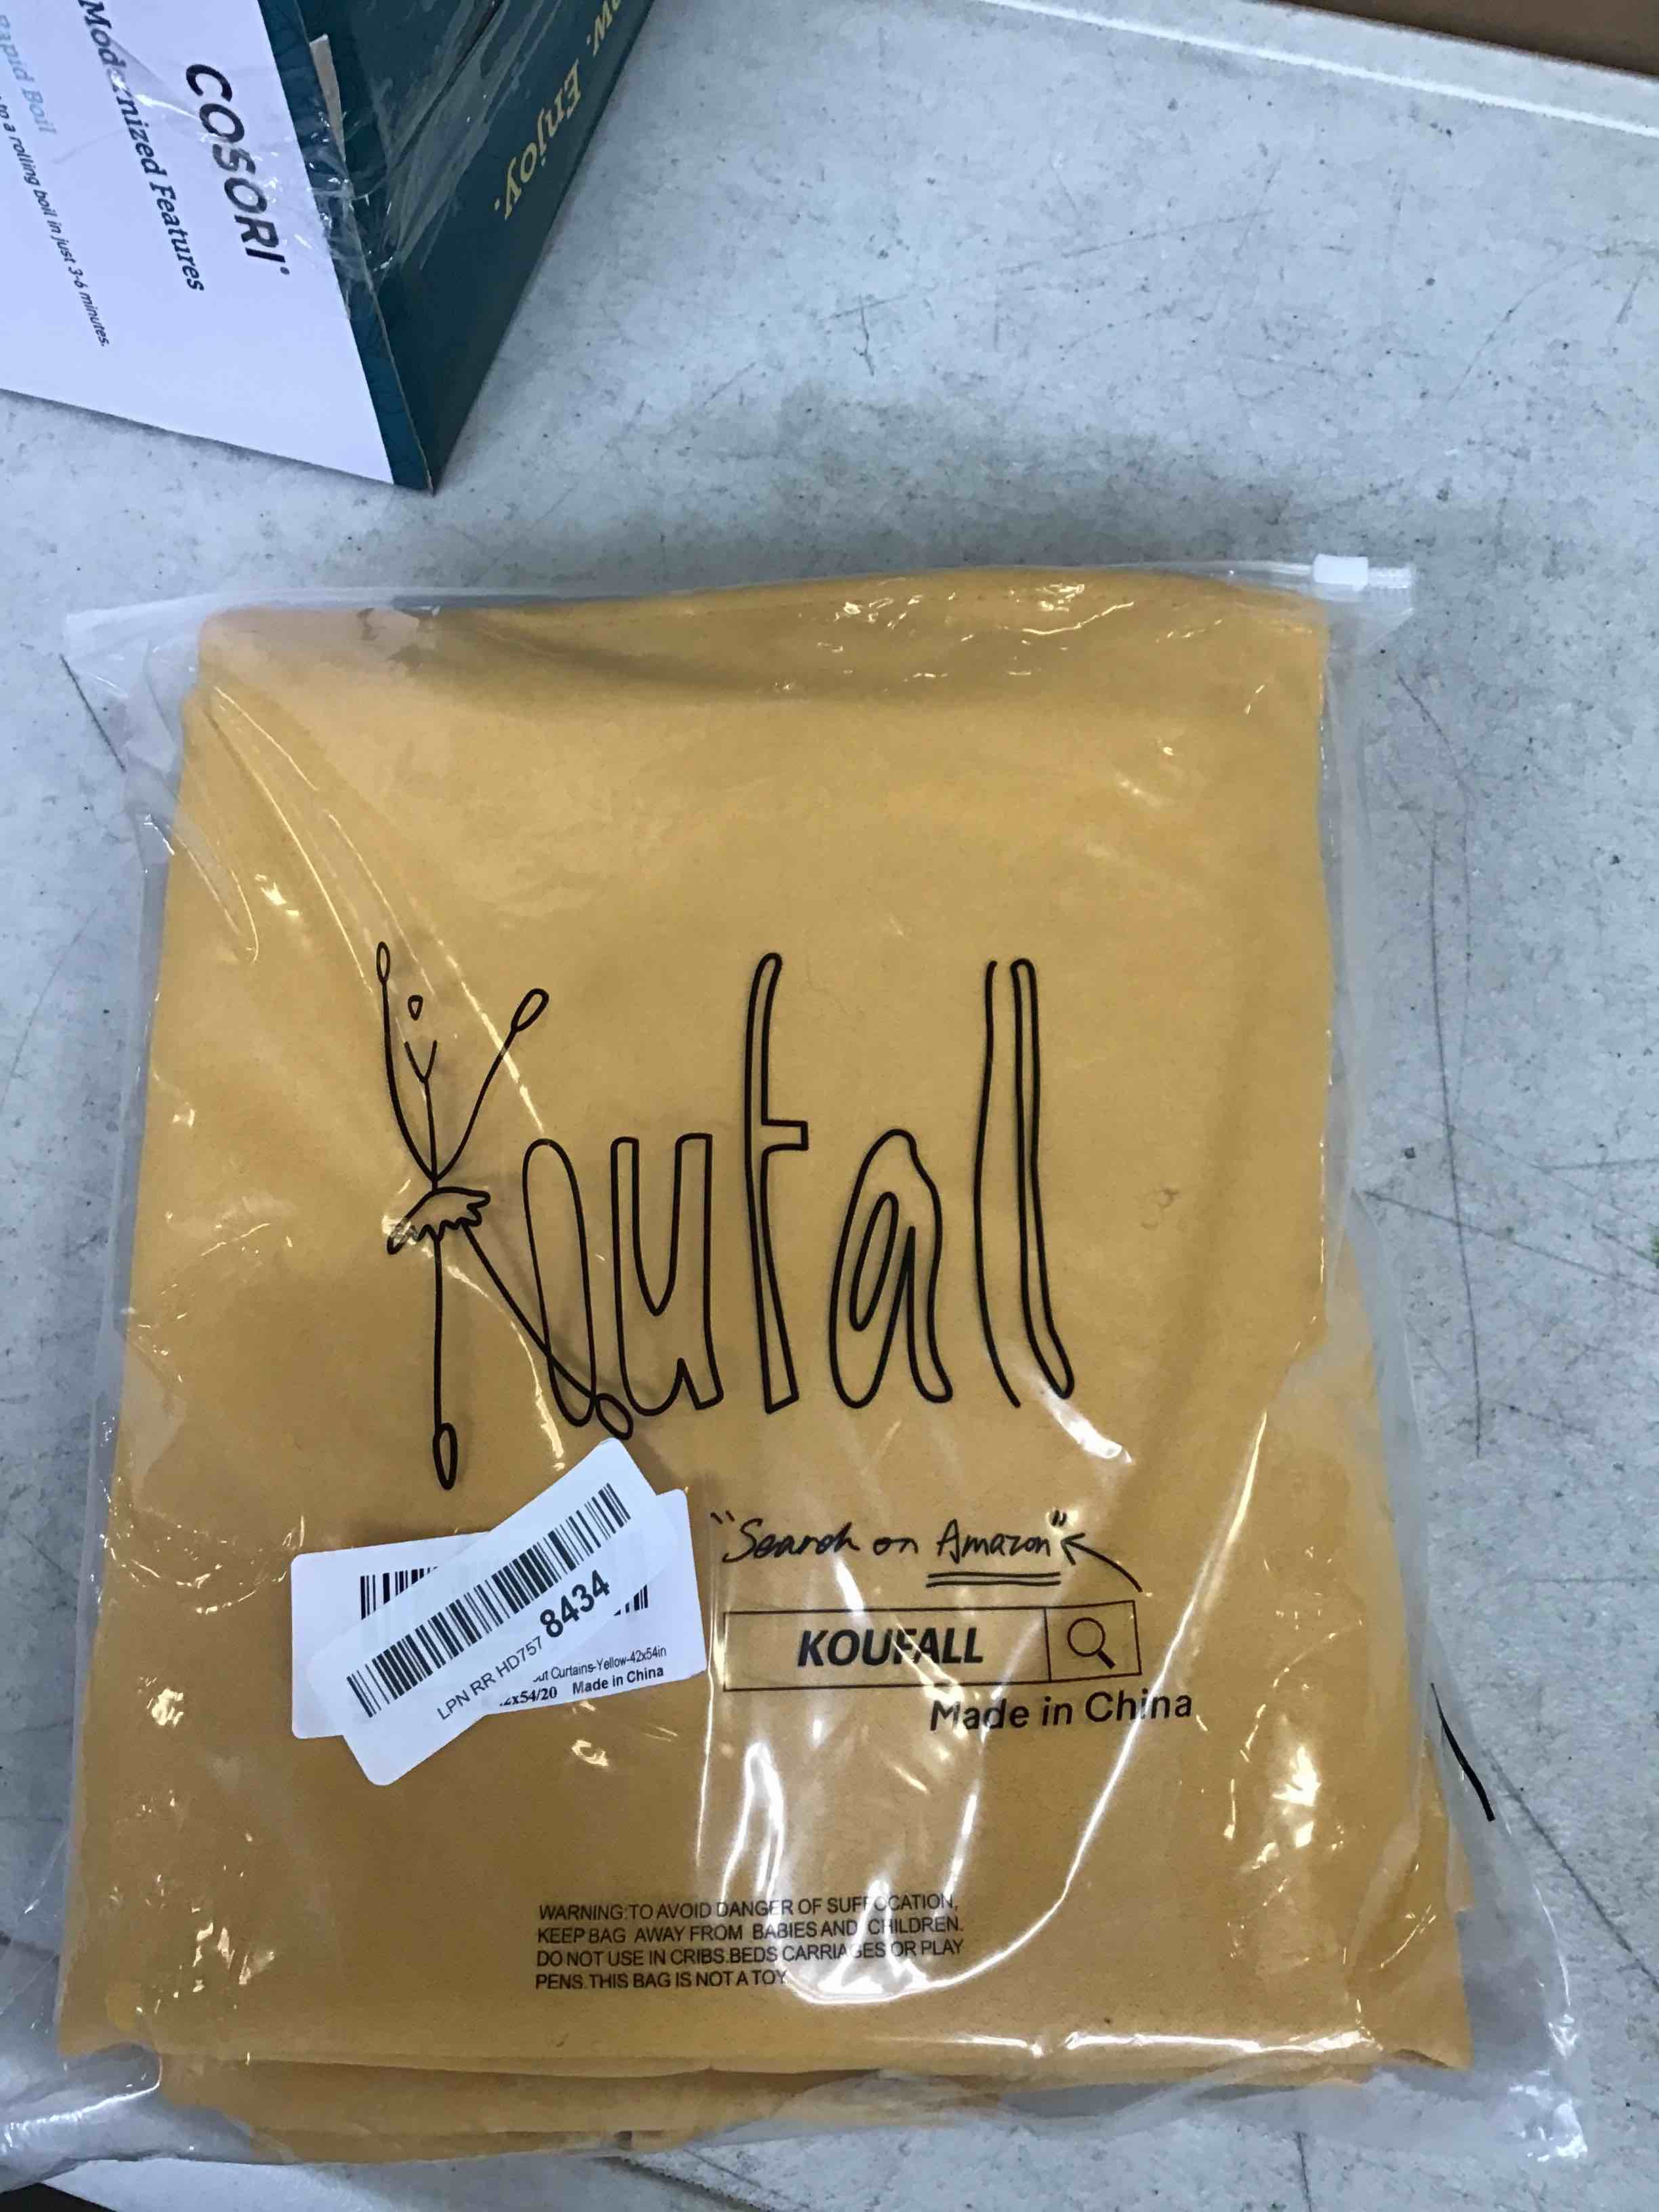 COSORI®
Modernized Features
Rapid Boil
to a rolling boil in just 3-6 minutes.
Enjoy.
Koufall
"Search on Amazon"
KOUFALL
Made in China
LPN RR HD757 8434
Curtains-Yellow-42x54in
x54/20 Made in China
WARNING:TO AVOID DANGER OF SUFFOCATION,
KEEP BAG AWAY FROM BABIES AND CHILDREN.
DO NOT USE IN CRIBS.BEDS CARRIAGES OR PLAY
PENS.THIS BAG IS NOT A TOY